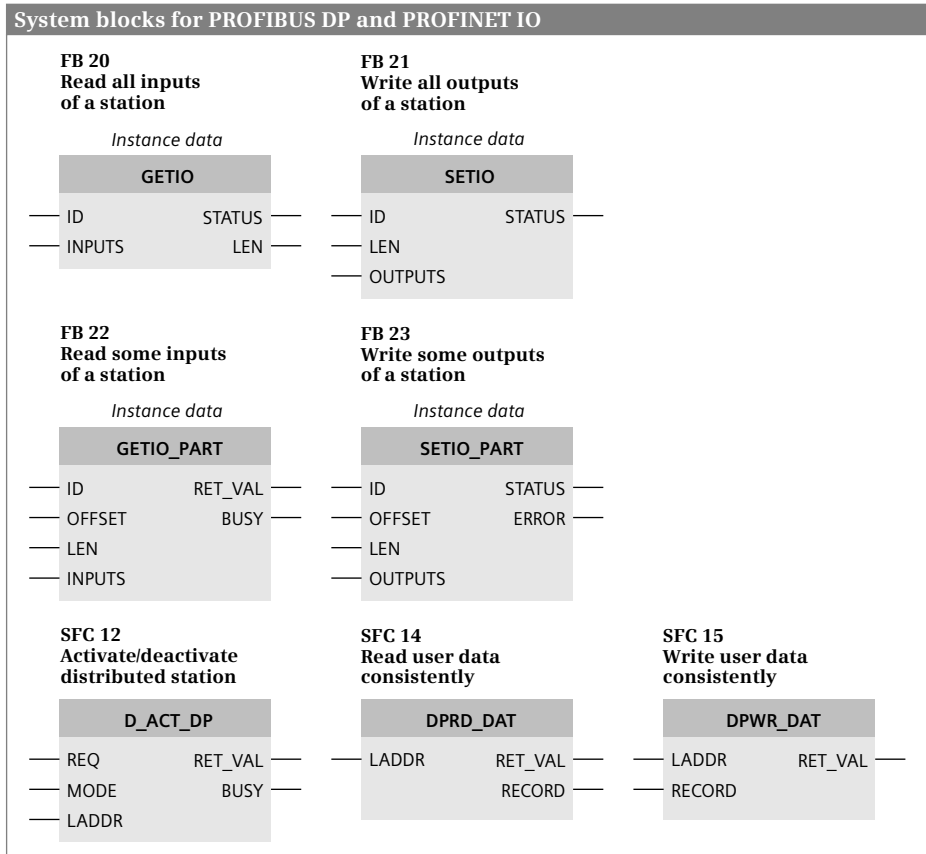 System blocks for PROFIBUS DP and PROFINET IO
FB 20
Read all inputs
of a station
Instance data
GETIO
ID STATUS
INPUTS LEN
FB 21
Write all outputs
of a station
Instance data
SETIO
ID STATUS
LEN
OUTPUTS
FB 22
Read some inputs
of a station
Instance data
GETIO_PART
ID RET_VAL
OFFSET BUSY
LEN
INPUTS
FB 23
Write some outputs
of a station
Instance data
SETIO_PART
ID STATUS
OFFSET ERROR
LEN
OUTPUTS
SFC 12
Activate/deactivate
distributed station
D_ACT_DP
REQ RET_VAL
MODE BUSY
LADDR
SFC 14
Read user data
consistently
DPRD_DAT
LADDR RET_VAL
RECORD
SFC 15
Write user data
consistently
DPWR_DAT
LADDR RET_VAL
RECORD